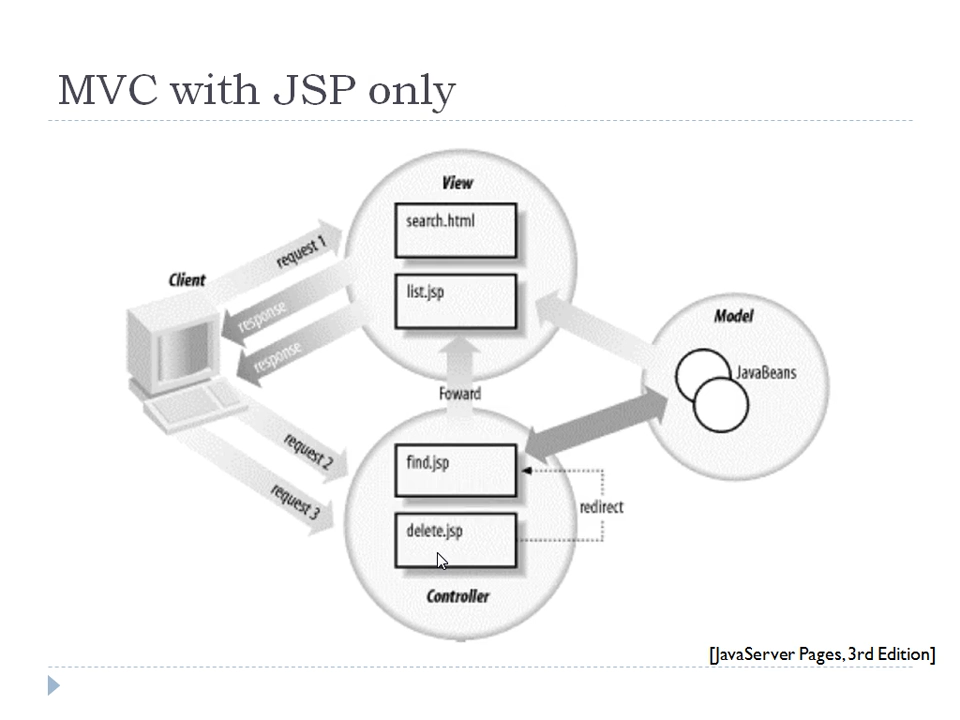 MVC with JSP only
View
search.html
request 1
Client
list.jsp
response
response
Model
JavaBeans
Foward
find.jsp
request 2
request 3
redirect
delete.jsp
Controller
[JavaServer Pages, 3rd Edition]